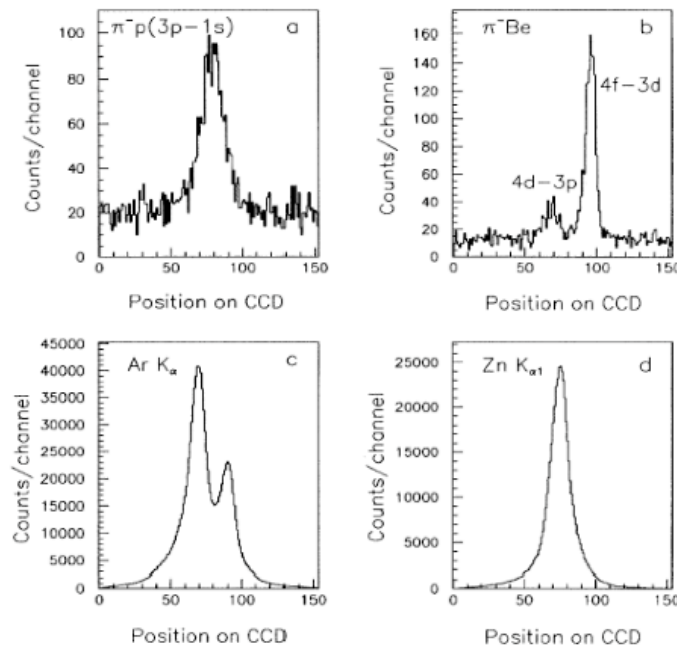 π⁻p(3p−1s) a
100
80
60
40
20
0
0 50 100 150
Counts/channel
Position on CCD
π⁻Be b
4f−3d
4d−3p
160
140
120
100
80
60
40
20
0
0 50 100 150
Counts/channel
Position on CCD
Ar Kα c
45000
40000
35000
30000
25000
20000
15000
10000
5000
0
0 50 100 150
Counts/channel
Position on CCD
Zn Kα1 d
25000
20000
15000
10000
5000
0
0 50 100 150
Counts/channel
Position on CCD